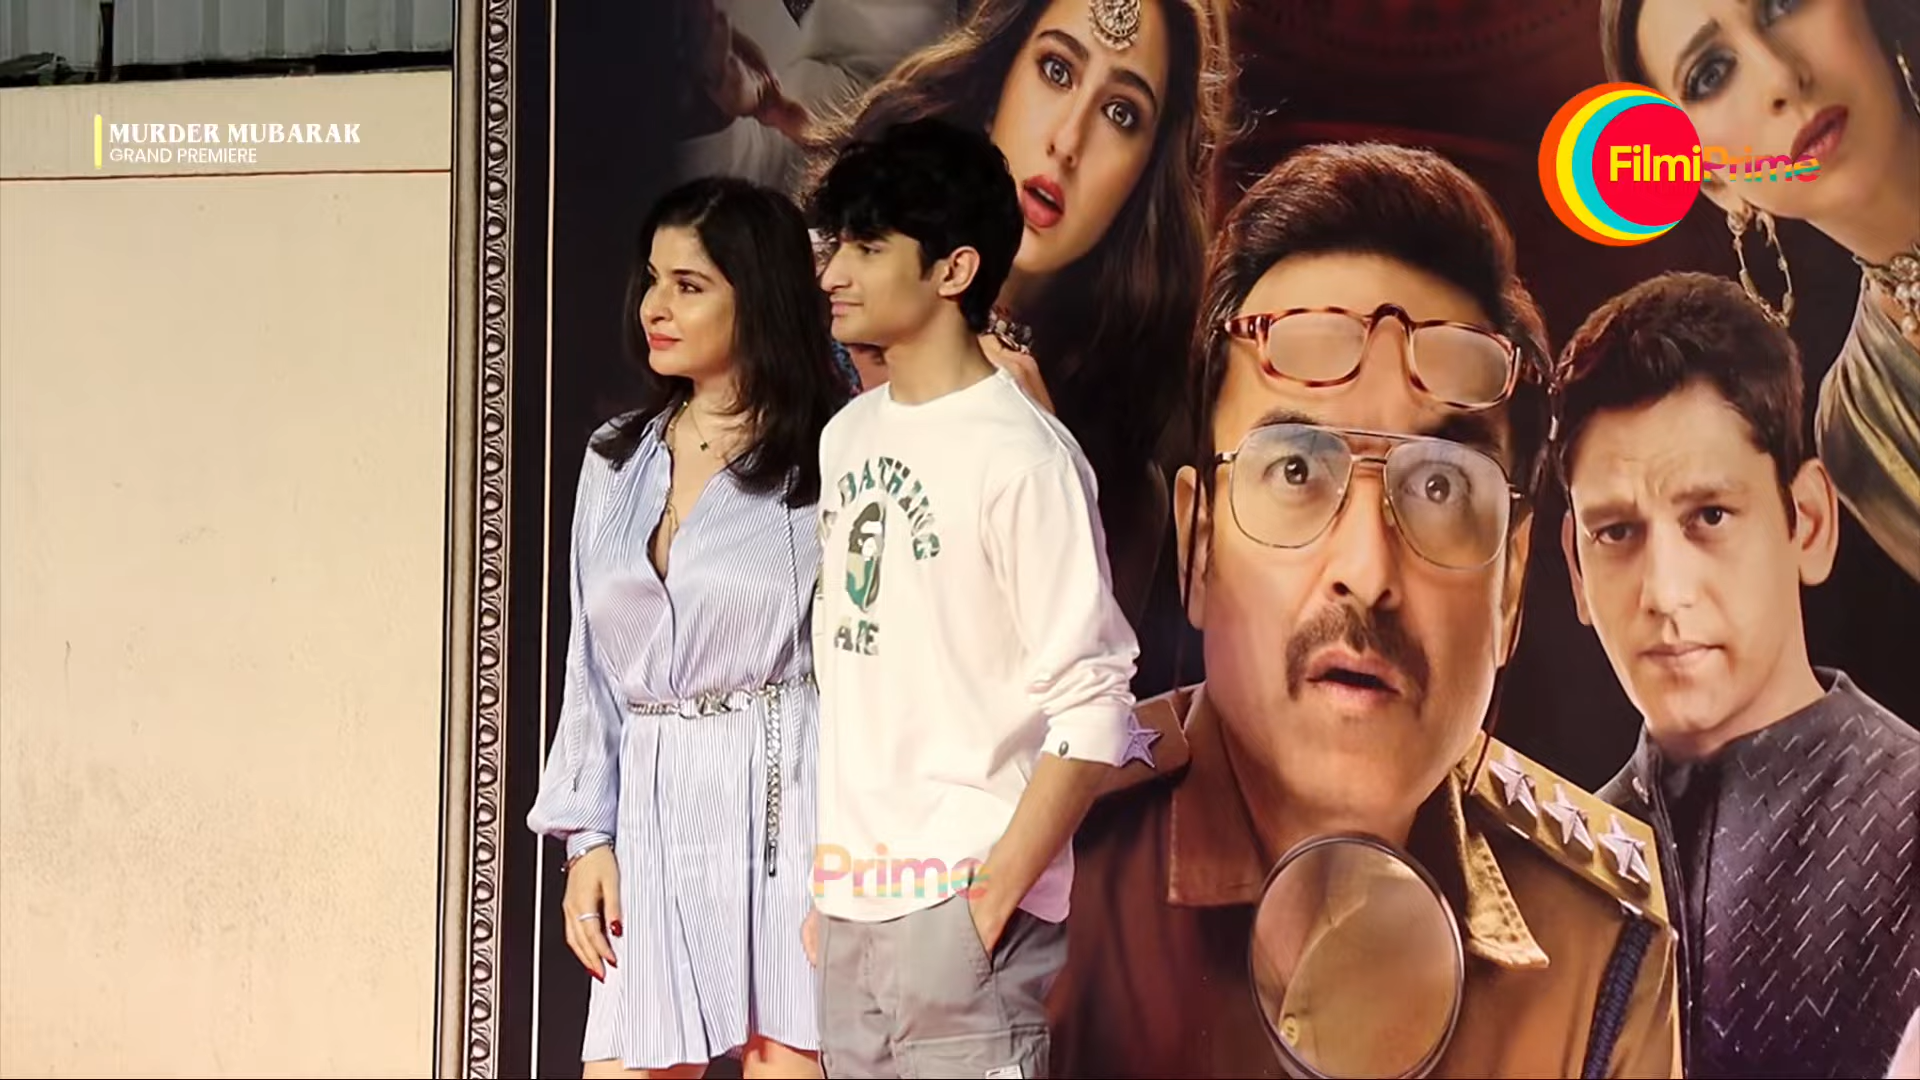 MURDER MUBARAK
GRAND PREMIERE
FilmiPrime
A BATHING
APE
Prime